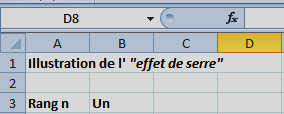 D8 fx
A B C D
1 Illustration de l' "effet de serre"
2
3 Rang n Un